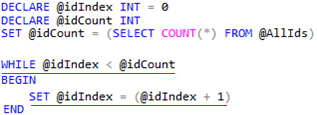 DECLARE @idIndex INT = 0
DECLARE @idCount INT
SET @idCount = (SELECT COUNT(*) FROM @AllIds)
WHILE @idIndex < @idCount
BEGIN
SET @idIndex = (@idIndex + 1)
END